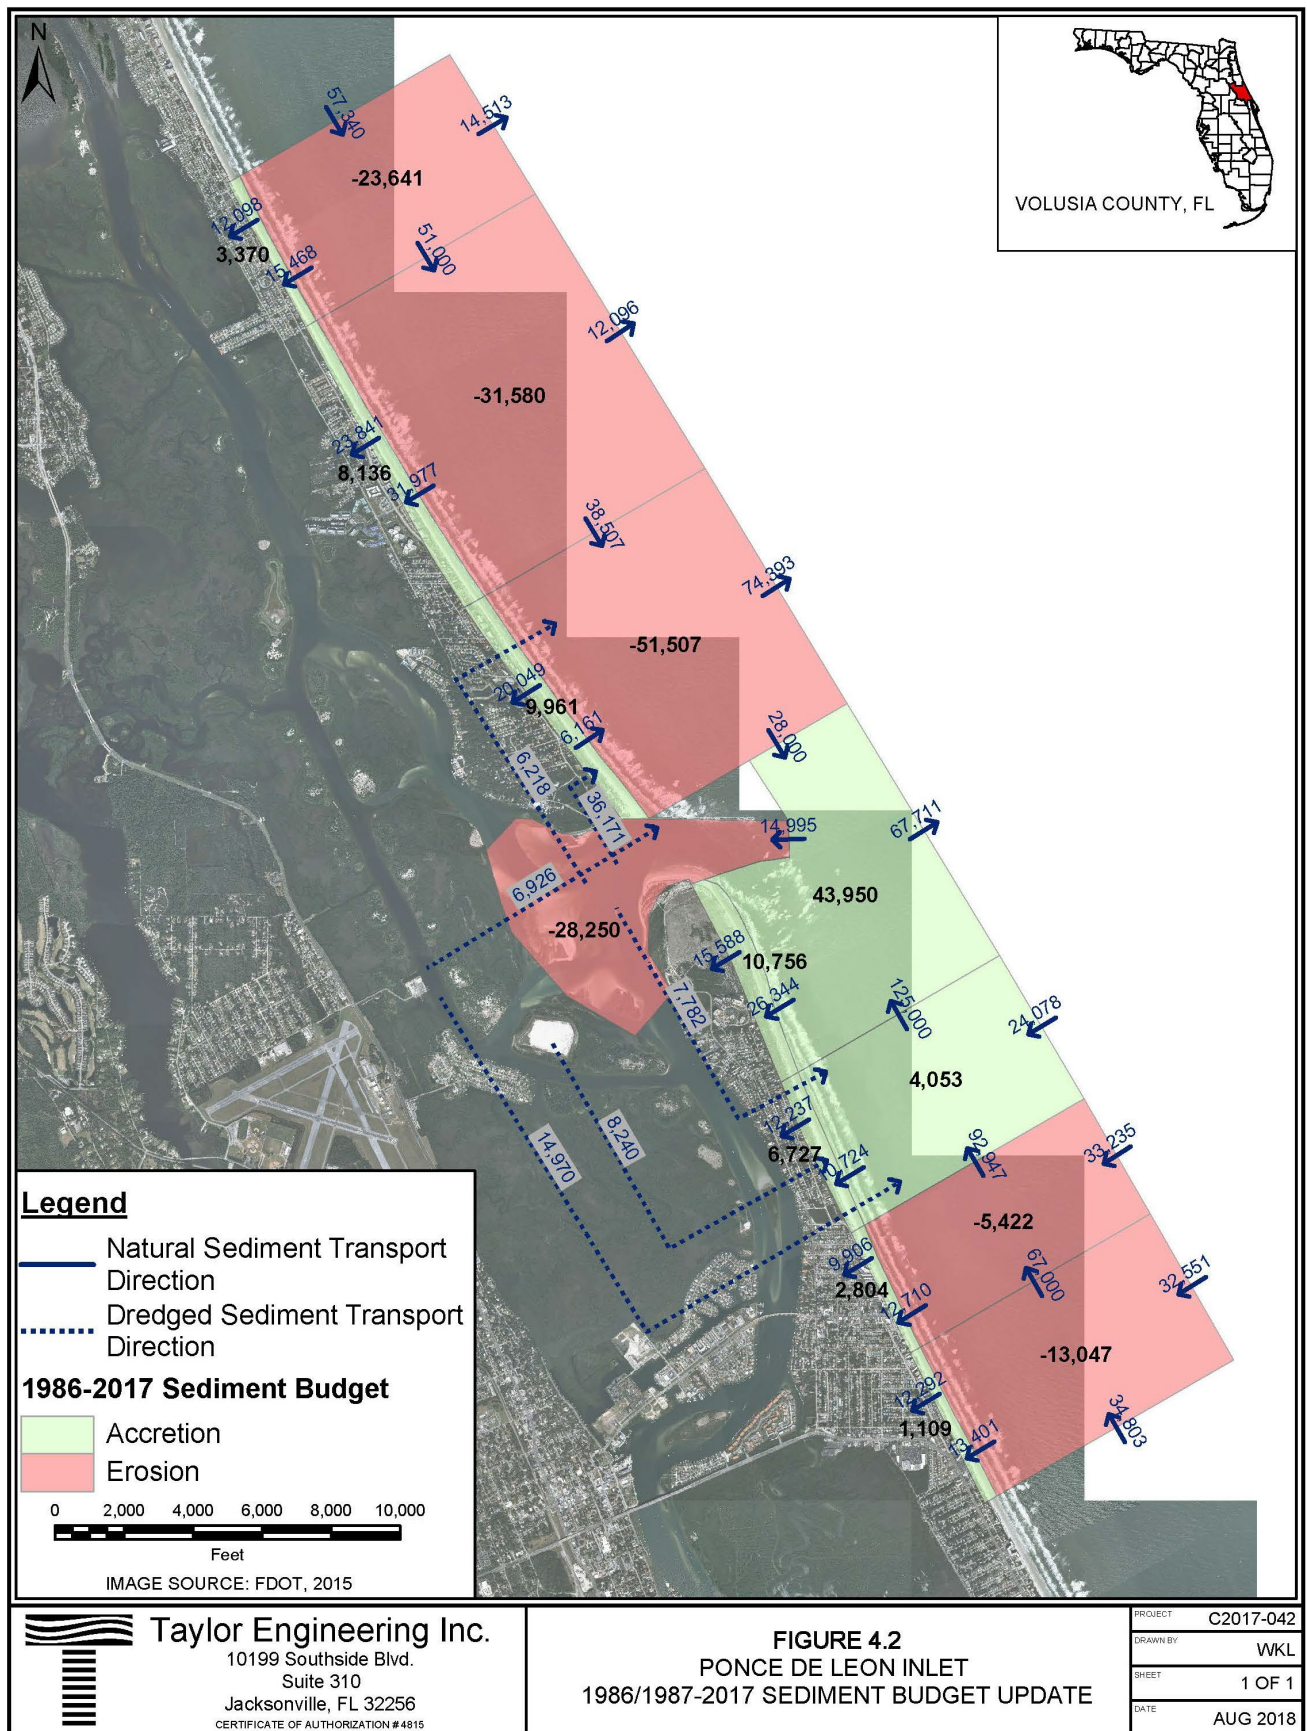 N
VOLUSIA COUNTY, FL
57,340
14,513
-23,641
12,098
3,370
15,468
51,000
12,096
-31,580
23,841
8,136
31,977
38,507
74,393
-51,507
20,049
9,961
6,161
28,000
6,218
36,171
14,995
67,711
6,926
43,950
-28,250
15,588
10,756
26,344
7,782
125,000
24,078
4,053
12,237
6,727
92,947
33,235
14,970
8,240
-5,422
9,906
2,804
12,710
67,000
32,551
-13,047
12,292
1,109
13,401
34,803
Legend
Natural Sediment Transport
Direction
Dredged Sediment Transport
Direction
1986-2017 Sediment Budget
Accretion
Erosion
0 2,000 4,000 6,000 8,000 10,000
Feet
IMAGE SOURCE: FDOT, 2015
Taylor Engineering Inc.
10199 Southside Blvd.
Suite 310
Jacksonville, FL 32256
CERTIFICATE OF AUTHORIZATION # 4815
FIGURE 4.2
PONCE DE LEON INLET
1986/1987-2017 SEDIMENT BUDGET UPDATE
PROJECT C2017-042
DRAWN BY WKL
SHEET 1 OF 1
DATE AUG 2018